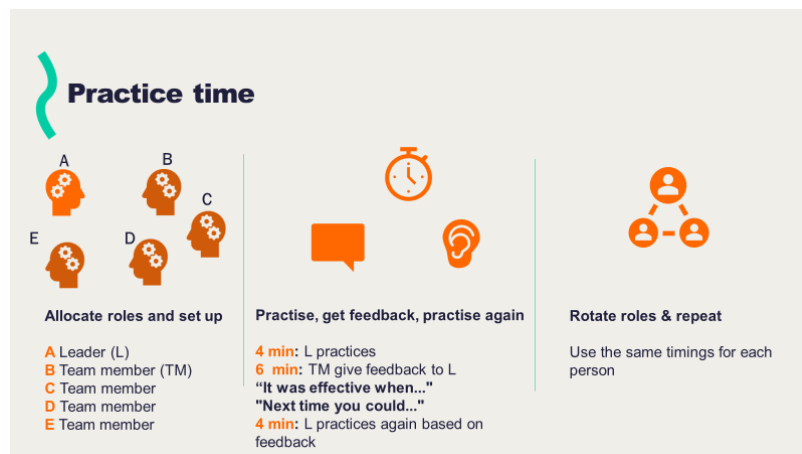 Practice time
A
B
C
E
D
Allocate roles and set up
A Leader (L)
B Team member (TM)
C Team member
D Team member
E Team member
Practise, get feedback, practise again
4 min: L practices
6  min: TM give feedback to L
“It was effective when..."
"Next time you could..."
4 min: L practices again based on
feedback
Rotate roles & repeat
Use the same timings for each
person